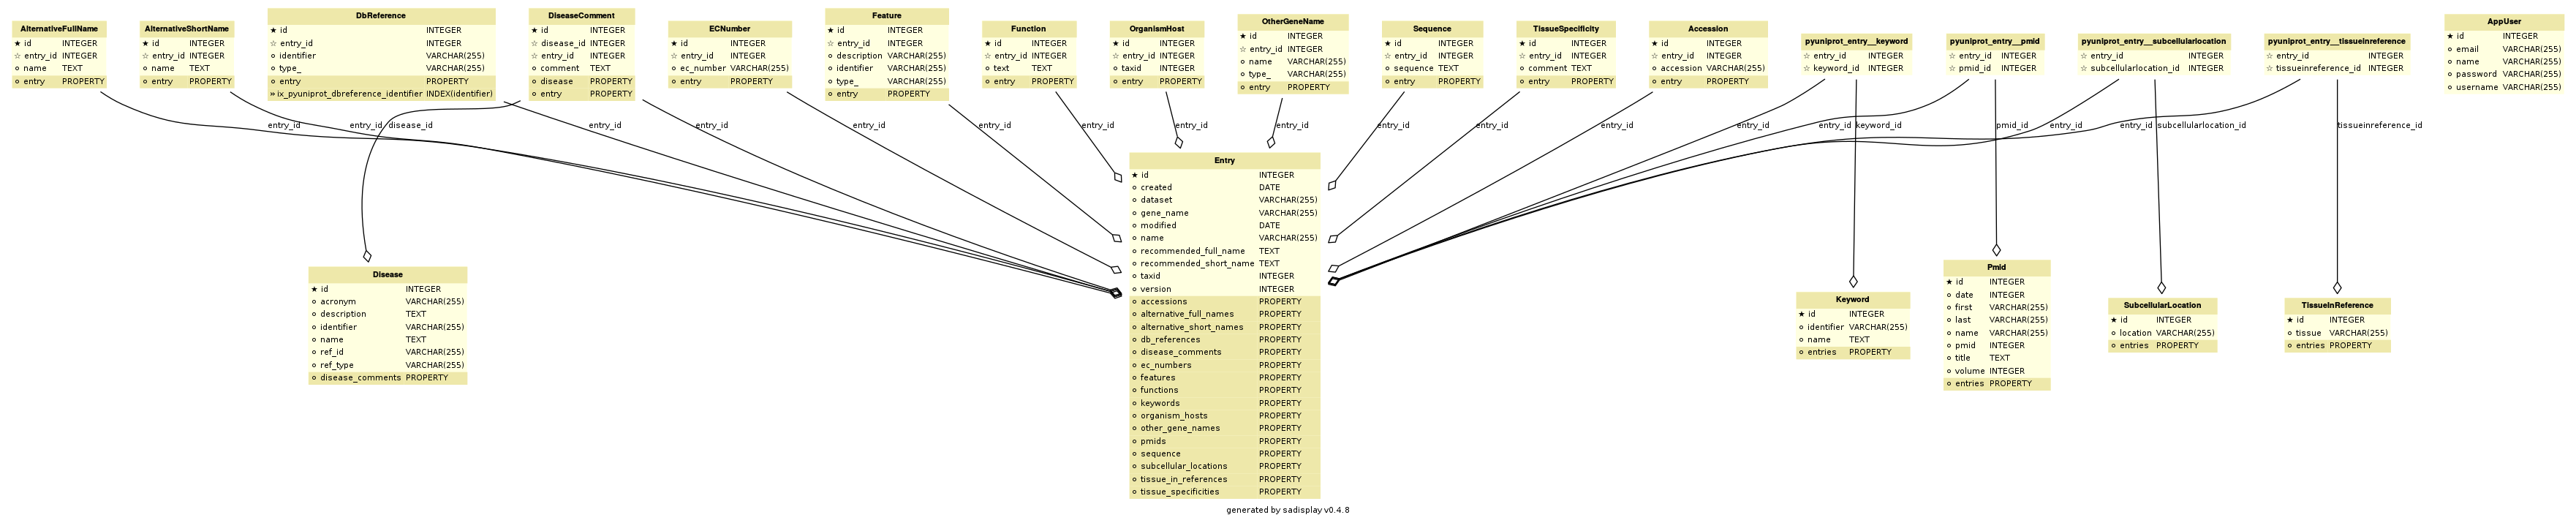 AlternativeFullName
★ id INTEGER
☆ entry_id INTEGER
○ name TEXT
○ entry PROPERTY
AlternativeShortName
★ id INTEGER
☆ entry_id INTEGER
○ name TEXT
○ entry PROPERTY
DbReference
★ id INTEGER
☆ entry_id INTEGER
○ identifier VARCHAR(255)
○ type_ VARCHAR(255)
○ entry PROPERTY
» ix_pyuniprot_dbreference_identifier INDEX(identifier)
DiseaseComment
★ id INTEGER
☆ disease_id INTEGER
☆ entry_id INTEGER
○ comment TEXT
○ disease PROPERTY
○ entry PROPERTY
ECNumber
★ id INTEGER
☆ entry_id INTEGER
○ ec_number VARCHAR(255)
○ entry PROPERTY
Feature
★ id INTEGER
☆ entry_id INTEGER
○ description VARCHAR(255)
○ identifier VARCHAR(255)
○ type_ VARCHAR(255)
○ entry PROPERTY
Function
★ id INTEGER
☆ entry_id INTEGER
○ text TEXT
○ entry PROPERTY
OrganismHost
★ id INTEGER
☆ entry_id INTEGER
○ taxid INTEGER
○ entry PROPERTY
OtherGeneName
★ id INTEGER
☆ entry_id INTEGER
○ name VARCHAR(255)
○ type_ VARCHAR(255)
○ entry PROPERTY
Sequence
★ id INTEGER
☆ entry_id INTEGER
○ sequence TEXT
○ entry PROPERTY
TissueSpecificity
★ id INTEGER
☆ entry_id INTEGER
○ comment TEXT
○ entry PROPERTY
Accession
★ id INTEGER
☆ entry_id INTEGER
○ accession VARCHAR(255)
○ entry PROPERTY
pyuniprot_entry__keyword
☆ entry_id INTEGER
☆ keyword_id INTEGER
pyuniprot_entry__pmid
☆ entry_id INTEGER
☆ pmid_id INTEGER
pyuniprot_entry__subcellularlocation
☆ entry_id INTEGER
☆ subcellularlocation_id INTEGER
pyuniprot_entry__tissueinreference
☆ entry_id INTEGER
☆ tissueinreference_id INTEGER
AppUser
★ id INTEGER
○ email VARCHAR(255)
○ name VARCHAR(255)
○ password VARCHAR(255)
○ username VARCHAR(255)
entry_id
entry_id
disease_id
entry_id
entry_id
entry_id
entry_id
entry_id
entry_id
entry_id
entry_id
entry_id
entry_id
entry_id
entry_id
keyword_id
pmid_id
entry_id
entry_id
subcellularlocation_id
tissueinreference_id
Entry
★ id INTEGER
○ created DATE
○ dataset VARCHAR(255)
○ gene_name VARCHAR(255)
○ modified DATE
○ name VARCHAR(255)
○ recommended_full_name TEXT
○ recommended_short_name TEXT
○ taxid INTEGER
○ version INTEGER
○ accessions PROPERTY
○ alternative_full_names PROPERTY
○ alternative_short_names PROPERTY
○ db_references PROPERTY
○ disease_comments PROPERTY
○ ec_numbers PROPERTY
○ features PROPERTY
○ functions PROPERTY
○ keywords PROPERTY
○ organism_hosts PROPERTY
○ other_gene_names PROPERTY
○ pmids PROPERTY
○ sequence PROPERTY
○ subcellular_locations PROPERTY
○ tissue_in_references PROPERTY
○ tissue_specificities PROPERTY
Disease
★ id INTEGER
○ acronym VARCHAR(255)
○ description TEXT
○ identifier VARCHAR(255)
○ name TEXT
○ ref_id VARCHAR(255)
○ ref_type VARCHAR(255)
○ disease_comments PROPERTY
Keyword
★ id INTEGER
○ identifier VARCHAR(255)
○ name TEXT
○ entries PROPERTY
Pmid
★ id INTEGER
○ date INTEGER
○ first VARCHAR(255)
○ last VARCHAR(255)
○ name VARCHAR(255)
○ pmid INTEGER
○ title TEXT
○ volume INTEGER
○ entries PROPERTY
SubcellularLocation
★ id INTEGER
○ location VARCHAR(255)
○ entries PROPERTY
TissueInReference
★ id INTEGER
○ tissue VARCHAR(255)
○ entries PROPERTY
generated by sadisplay v0.4.8